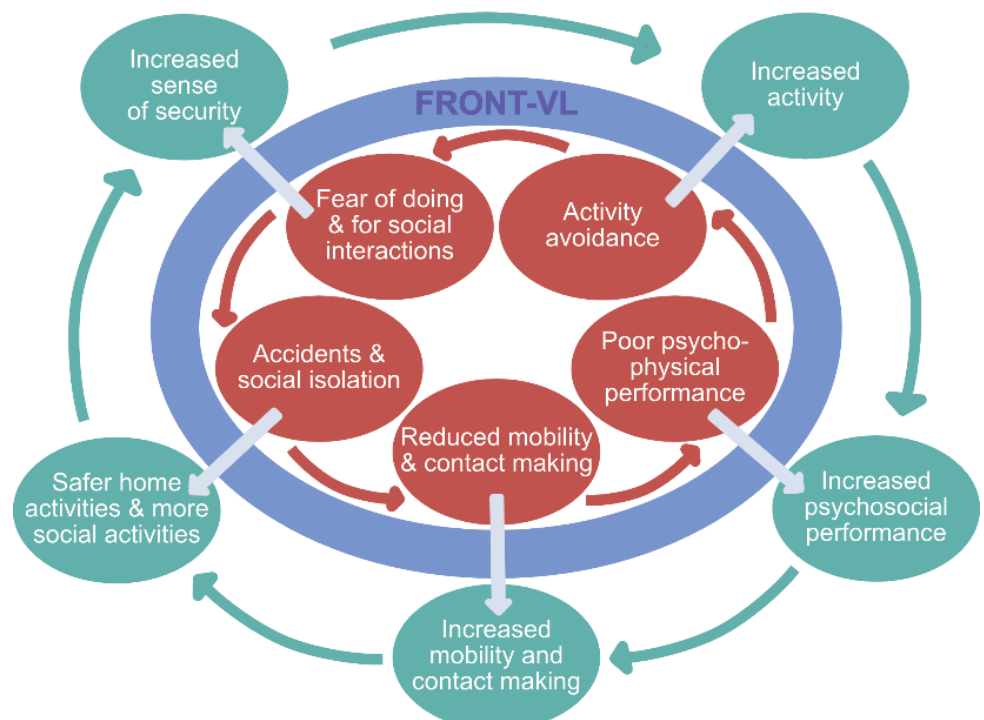 Increased
sense
of security
Increased
activity
FRONT-VL
Fear of doing
& for social
interactions
Activity
avoidance
Accidents &
social isolation
Poor psycho-
physical
performance
Reduced mobility
& contact making
Safer home
activities & more
social activities
Increased
psychosocial
performance
Increased
mobility and
contact making